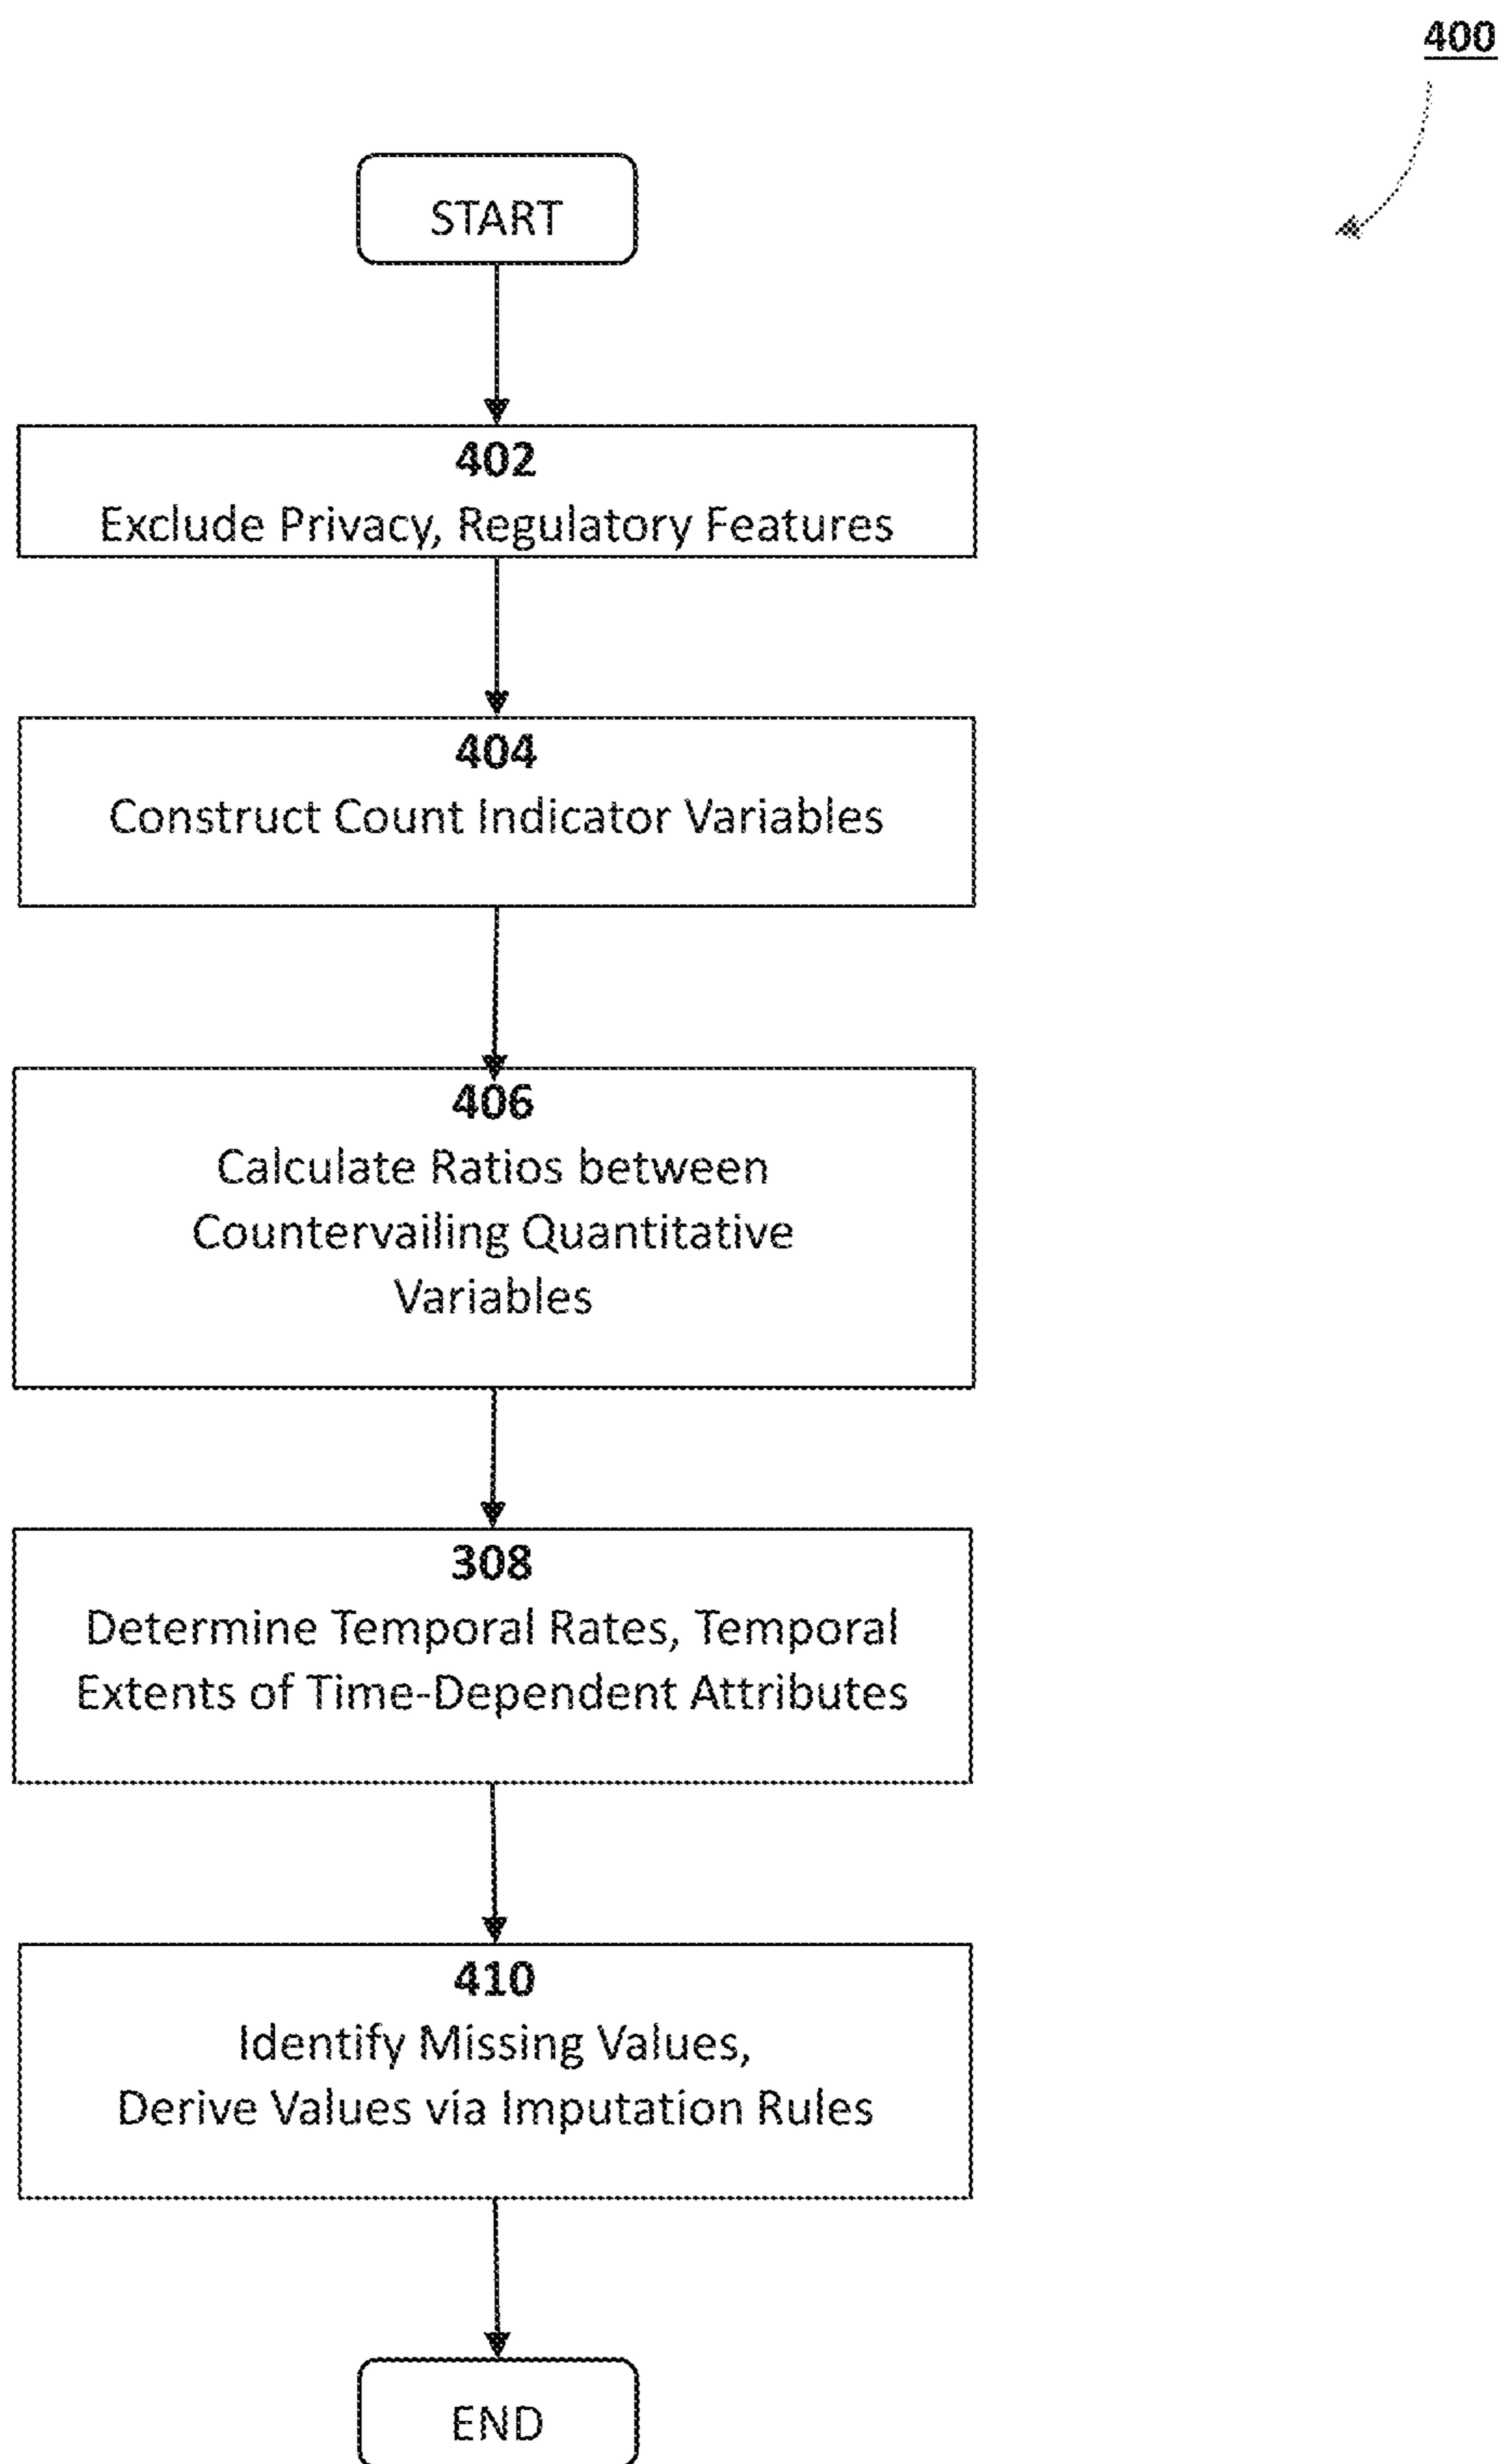 400
START
402
Exclude Privacy, Regulatory Features
404
Construct Count Indicator Variables
406
Calculate Ratios between
Countervailing Quantitative
Variables
308
Determine Temporal Rates, Temporal
Extents of Time-Dependent Attributes
410
Identify Missing Values,
Derive Values via Imputation Rules
END